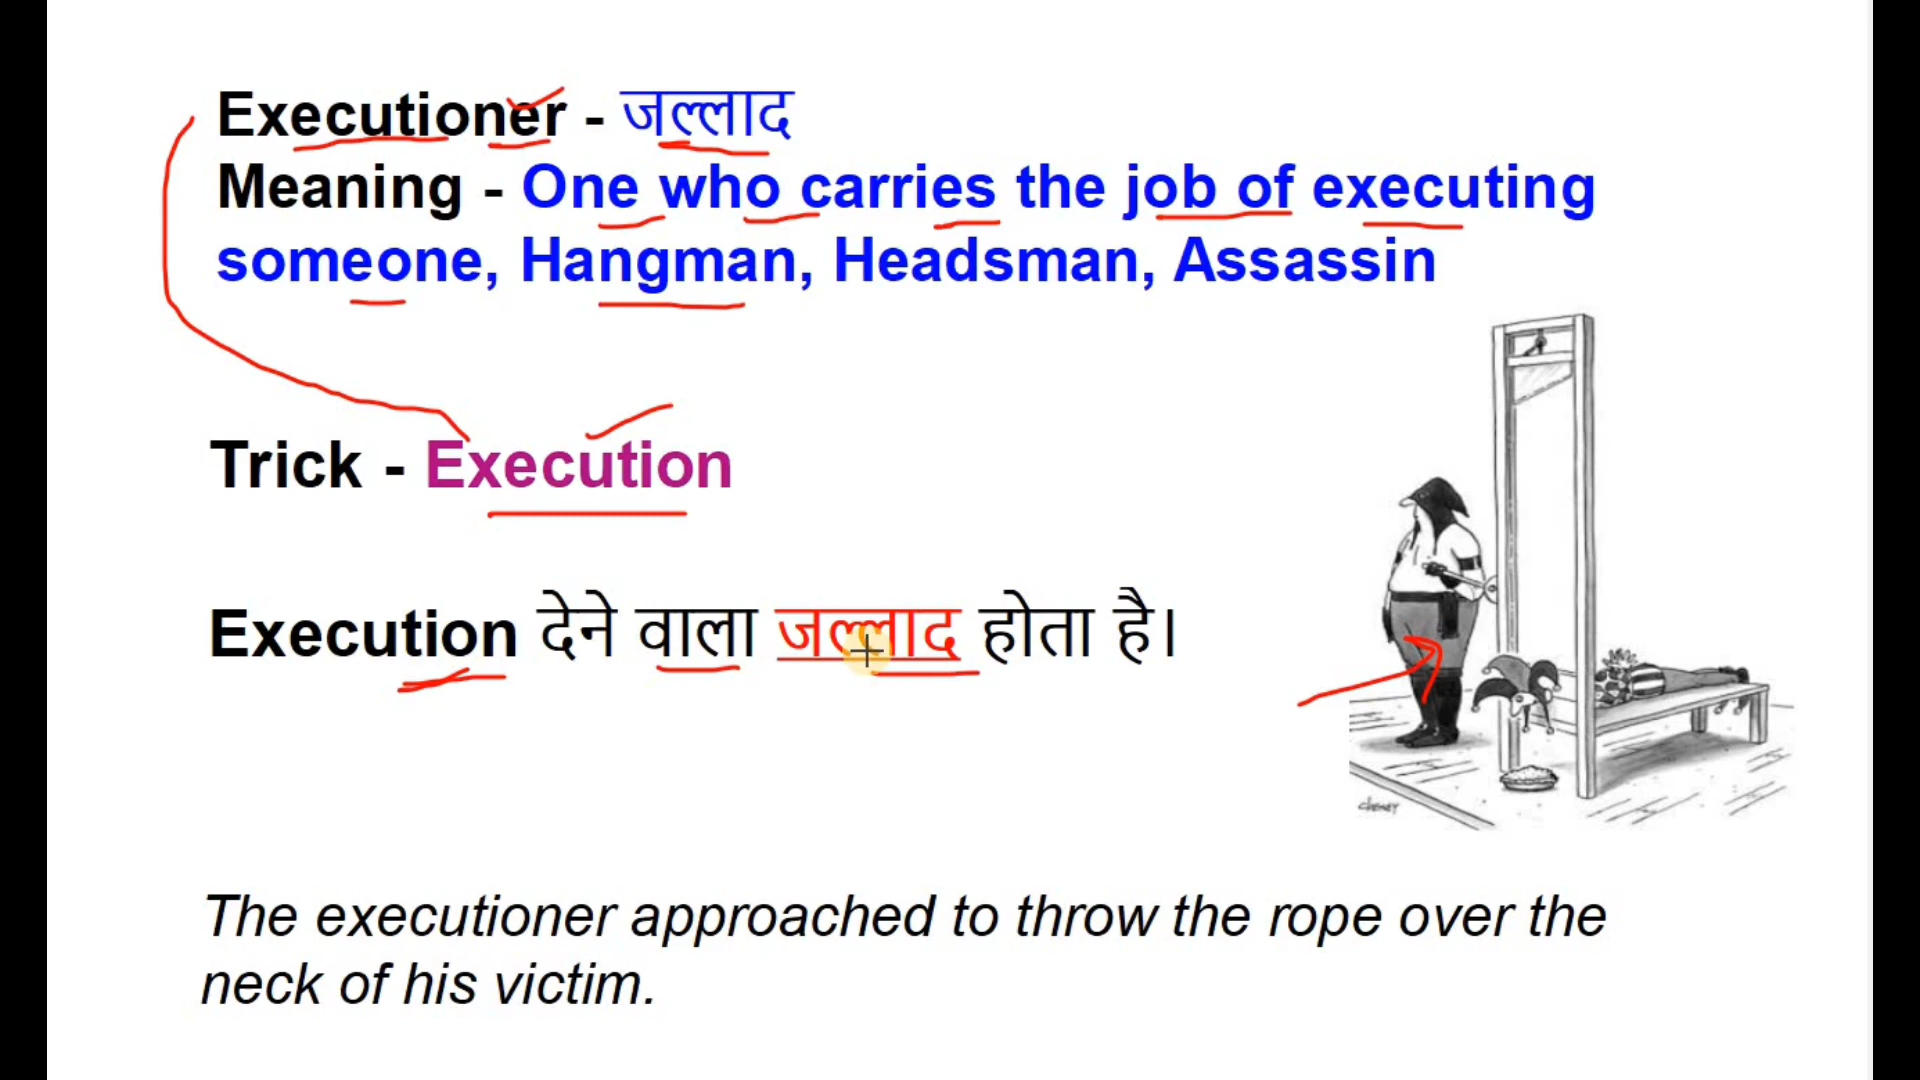 Executioner - जल्लाद
Meaning - One who carries the job of executing
someone, Hangman, Headsman, Assassin
Trick - Execution
Execution देने वाला जल्लाद होता है।
cheney
The executioner approached to throw the rope over the
neck of his victim.